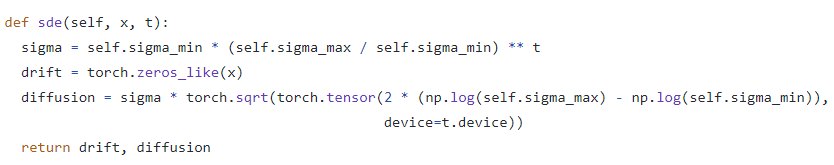 def sde(self, x, t):
  sigma = self.sigma_min * (self.sigma_max / self.sigma_min) ** t
  drift = torch.zeros_like(x)
  diffusion = sigma * torch.sqrt(torch.tensor(2 * (np.log(self.sigma_max) - np.log(self.sigma_min)),
                                              device=t.device))
  return drift, diffusion